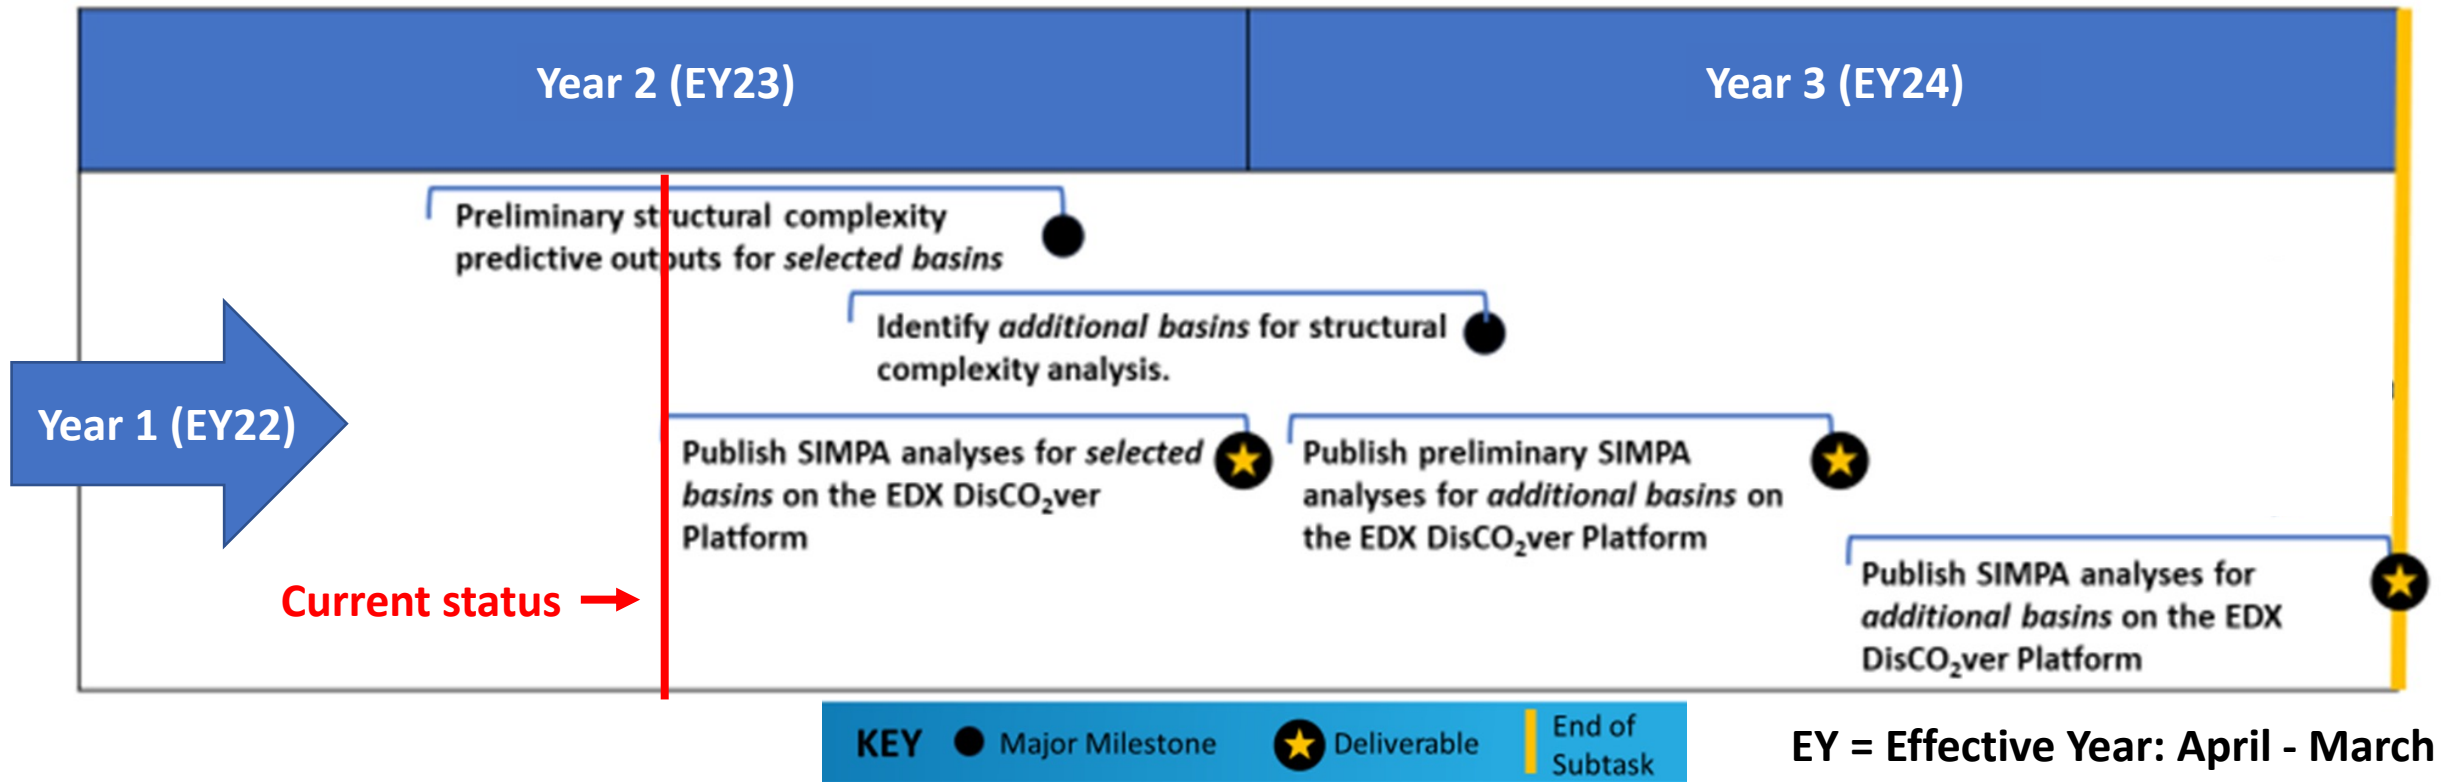 Year 2 (EY23)
Year 3 (EY24)
Preliminary structural complexity
predictive outputs for selected basins
Identify additional basins for structural
complexity analysis.
Year 1 (EY22)
Publish SIMPA analyses for selected
basins on the EDX DisCO₂ver
Platform
Publish preliminary SIMPA
analyses for additional basins on
the EDX DisCO₂ver Platform
Current status
Publish SIMPA analyses for
additional basins on the EDX
DisCO₂ver Platform
KEY
Major Milestone
Deliverable
End of
Subtask
EY = Effective Year: April - March